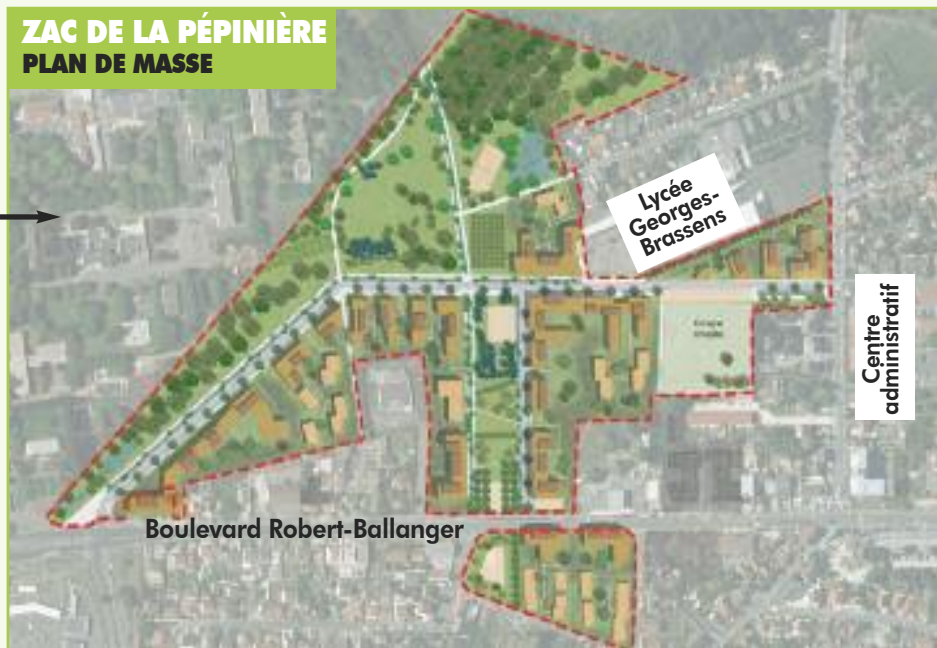 ZAC DE LA PÉPINIÈRE
PLAN DE MASSE
Lycée
Georges-
Brassens
Centre
administratif
Boulevard Robert-Ballanger